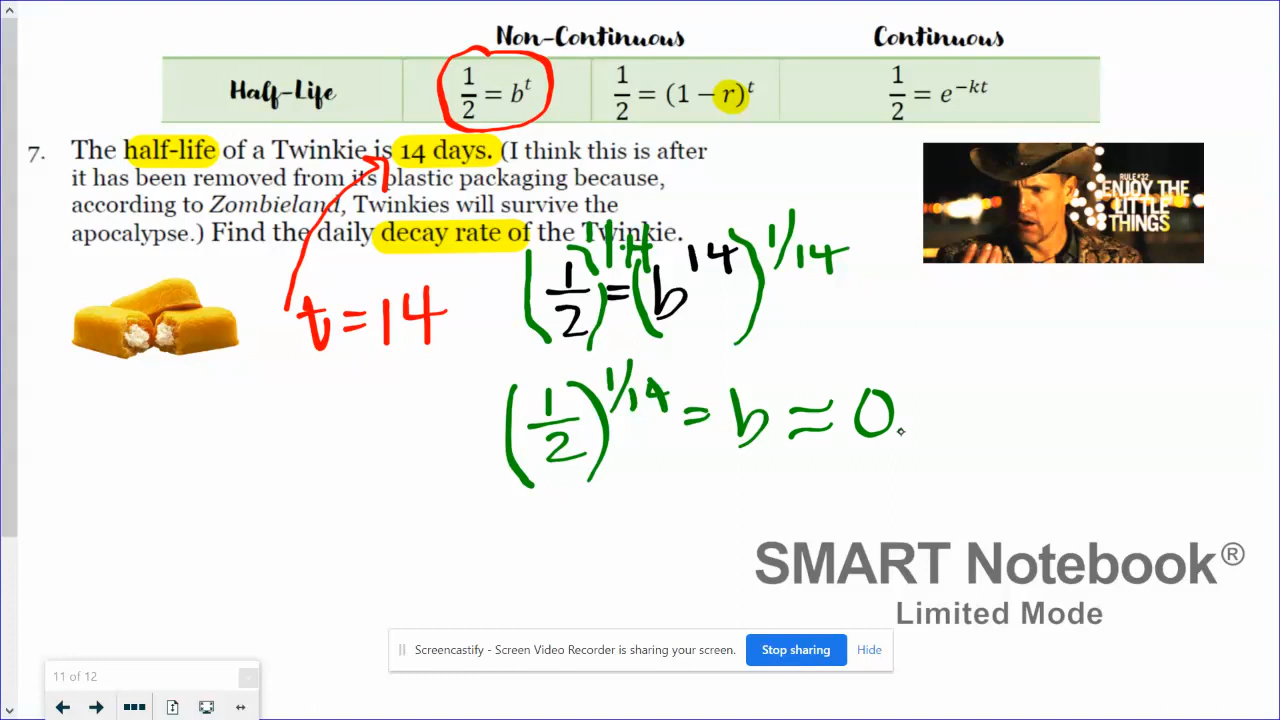 Non-Continuous Continuous
Half-Life 1/2 = b^t 1/2 = (1 − r)^t 1/2 = e^−kt
7. The half-life of a Twinkie is 14 days. (I think this is after
it has been removed from its plastic packaging because,
according to Zombieland, Twinkies will survive the
apocalypse.) Find the daily decay rate of the Twinkie.
RULE #32
ENJOY THE
LITTLE
THINGS
(1/2)^1/14 = (b^14)^1/14
t = 14
(1/2)^1/14 = b ≈ 0.
SMART Notebook®
Limited Mode
Screencastify - Screen Video Recorder is sharing your screen. Stop sharing Hide
11 of 12